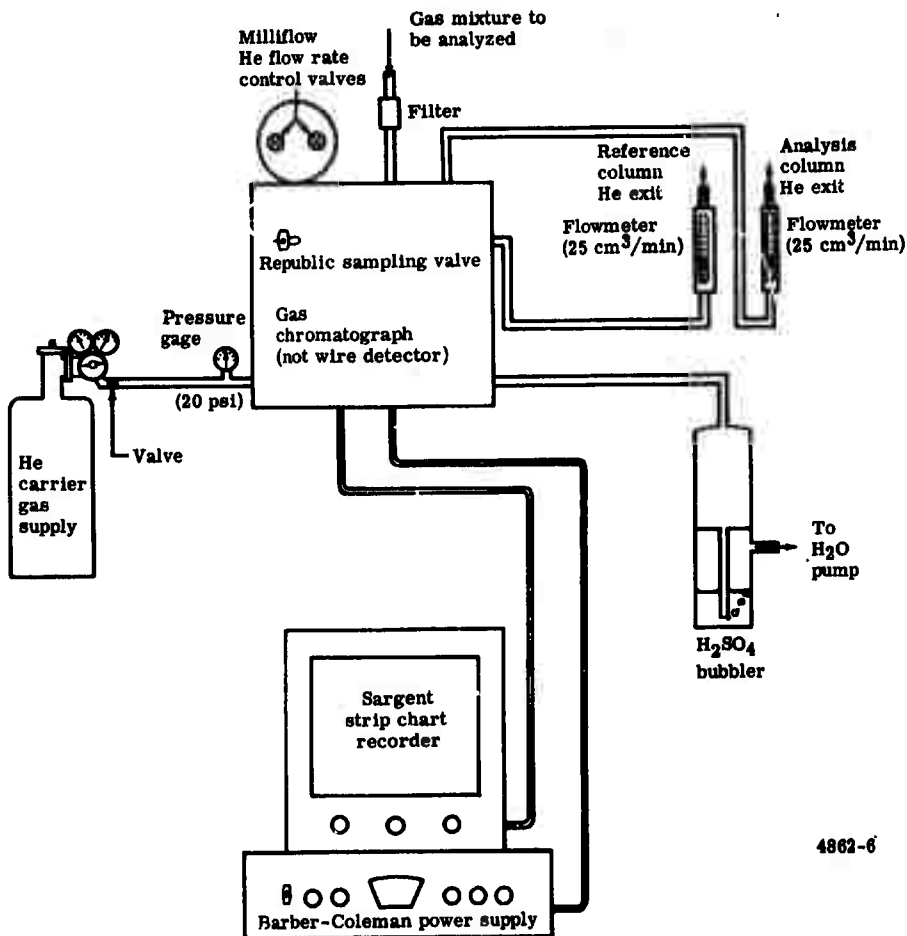 Gas mixture to
be analyzed
Milliflow
He flow rate
control valves
Filter
Reference
column
He exit
Analysis
column
He exit
Flowmeter
(25 cm³/min)
Flowmeter
(25 cm³/min)
Republic sampling valve
Pressure
gage
Gas
chromatograph
(not wire detector)
(20 psi)
Valve
He
carrier
gas
supply
To
H₂O
pump
H₂SO₄
bubbler
Sargent
strip chart
recorder
4862-6
Barber-Coleman power supply